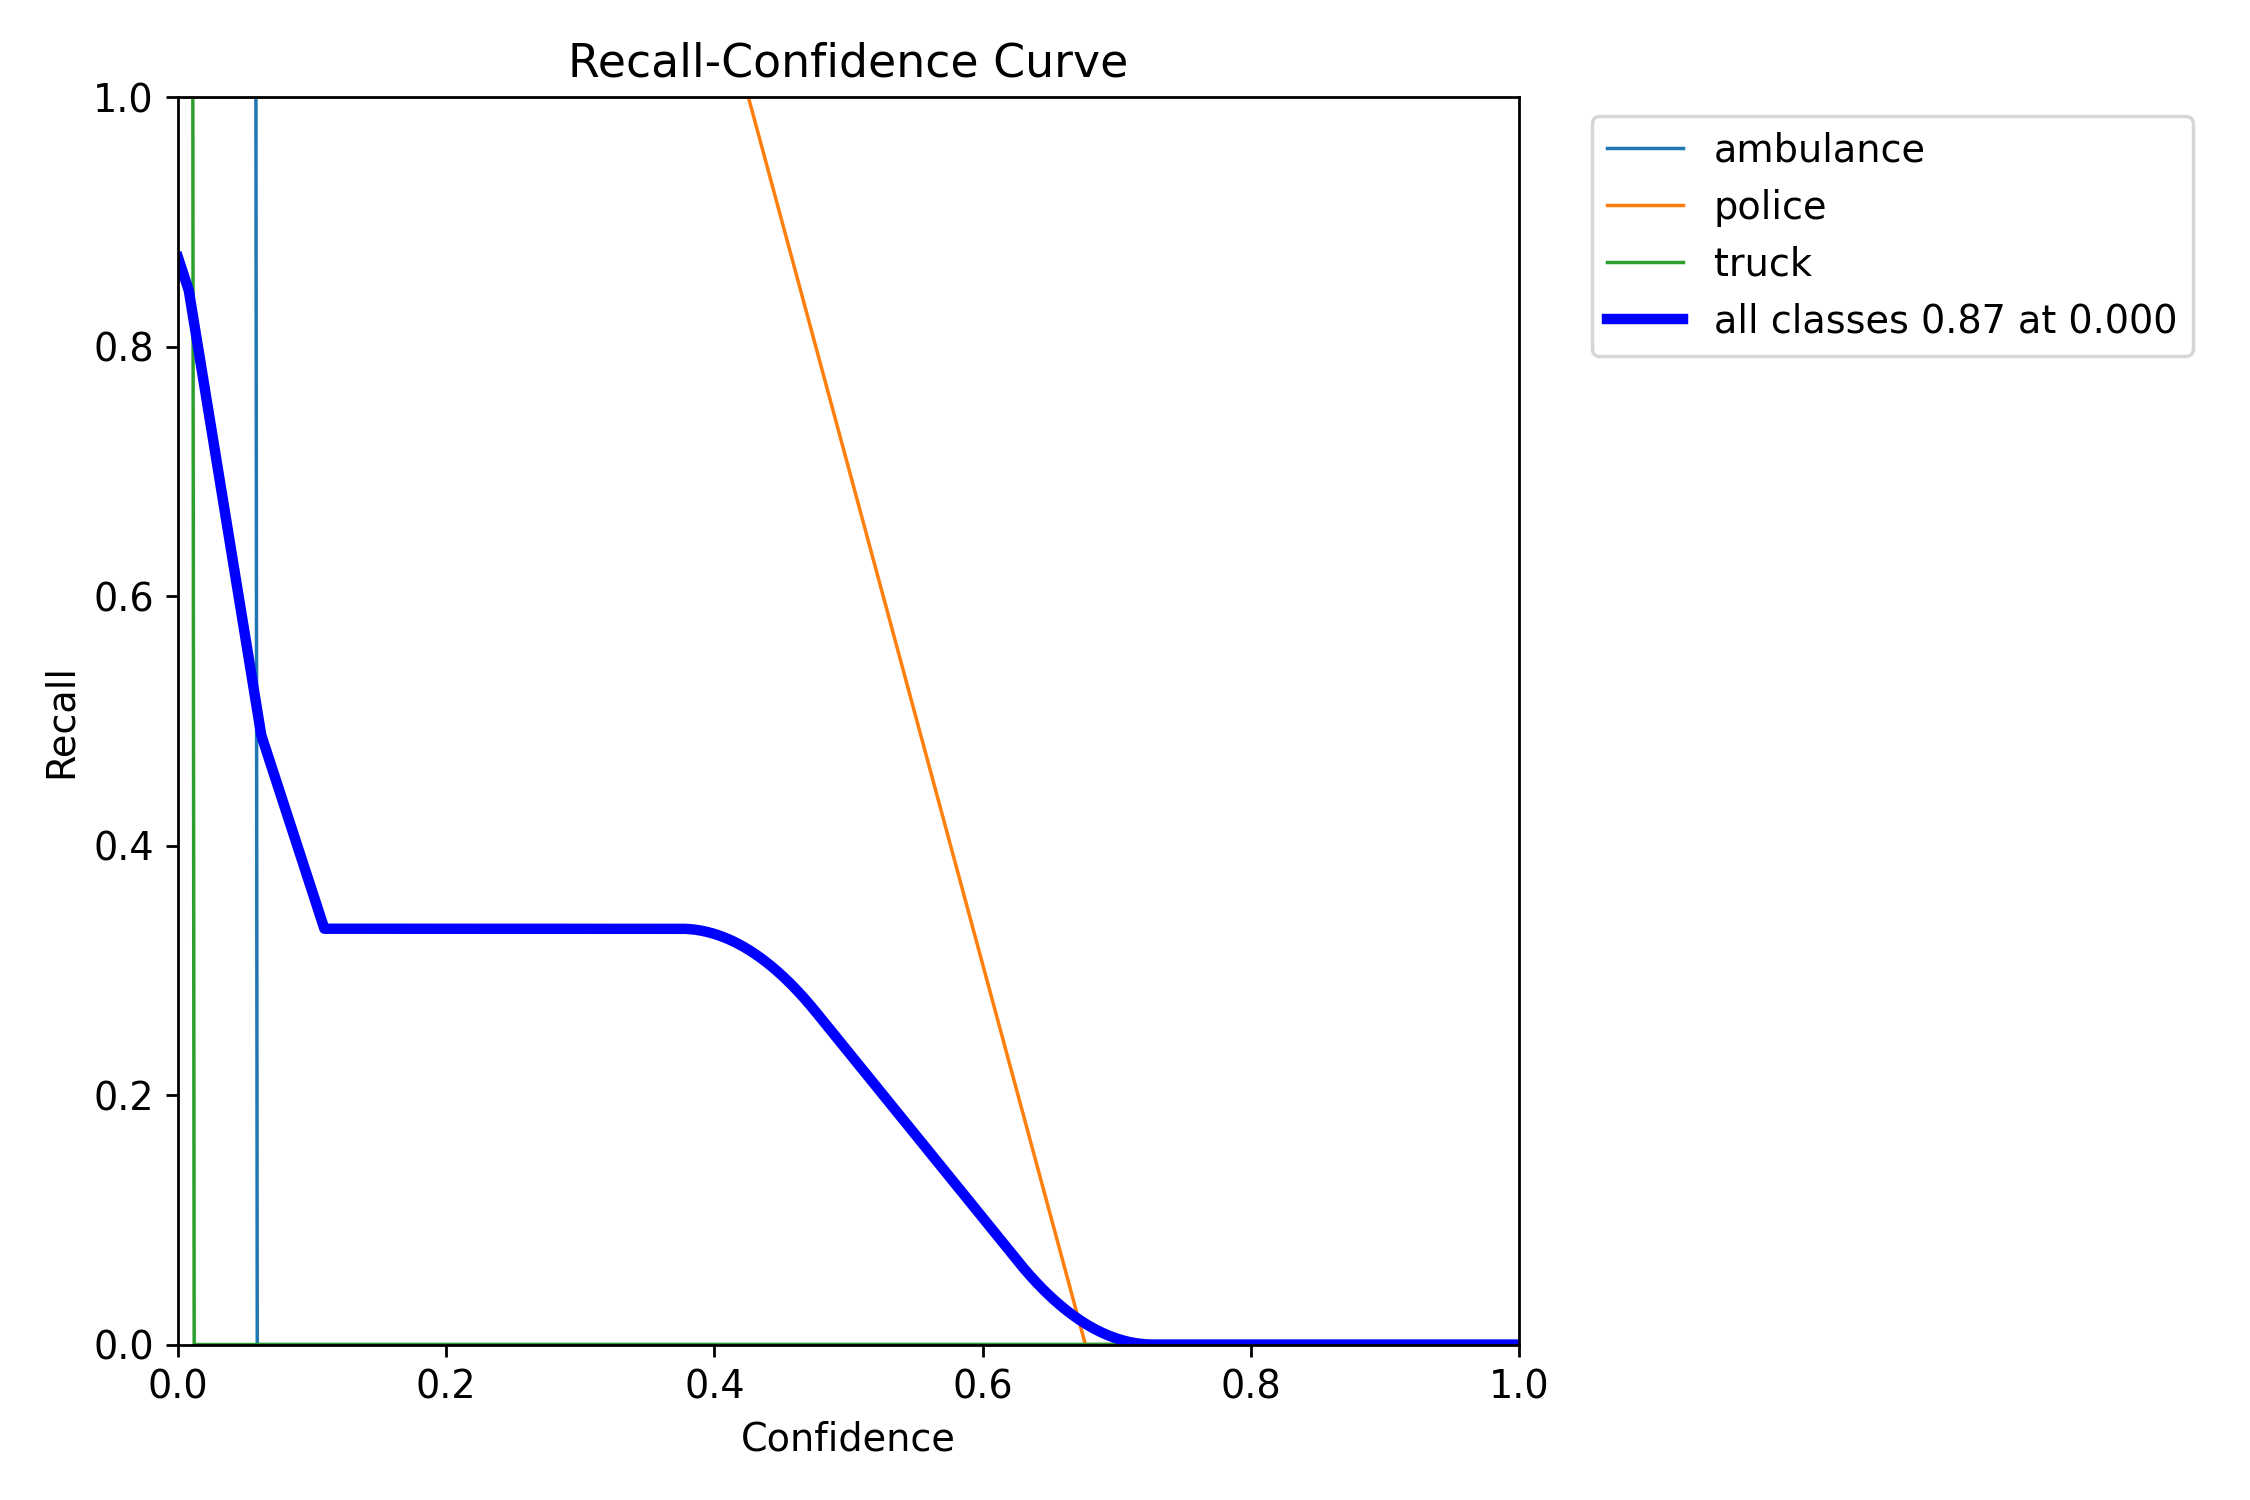 Recall-Confidence Curve
1.0
0.8
0.6
0.4
0.2
0.0
Recall
0.0 0.2 0.4 0.6 0.8 1.0
Confidence
ambulance
police
truck
all classes 0.87 at 0.000